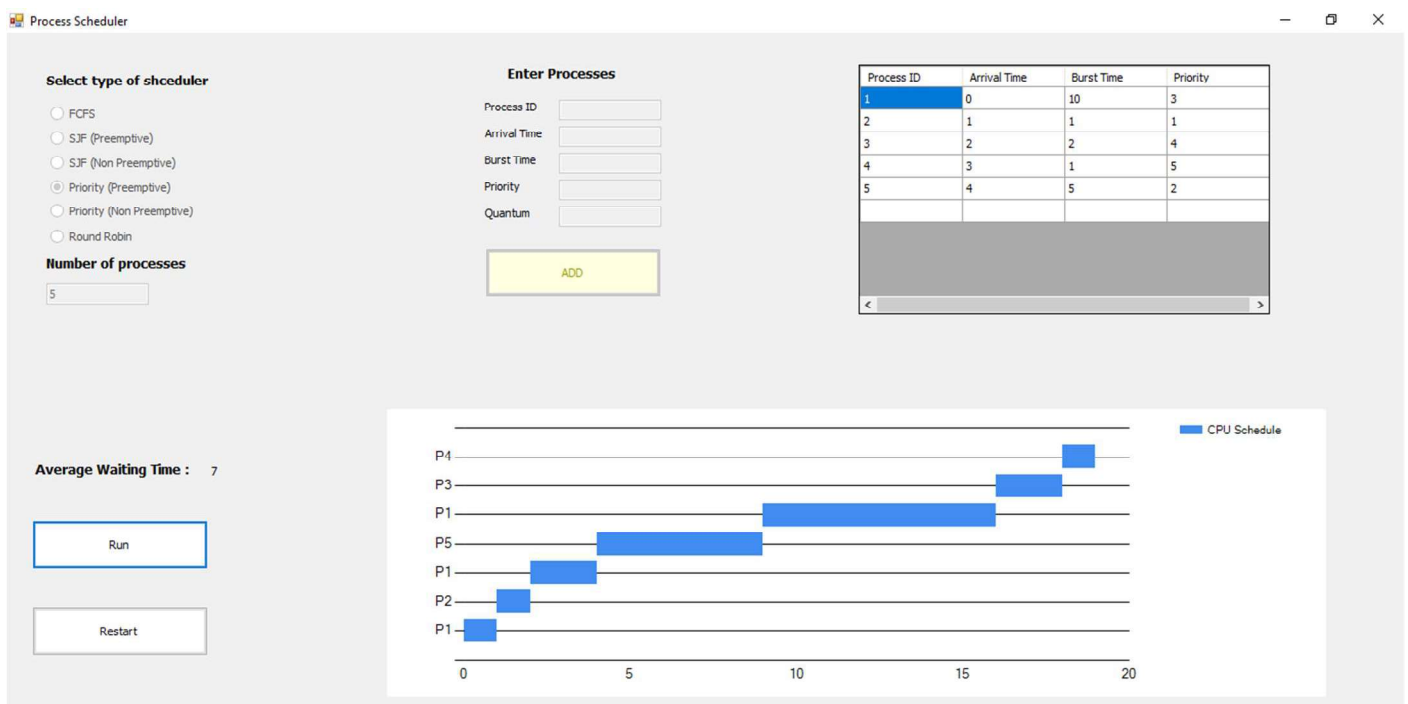 Process Scheduler
Select type of shceduler
FCFS
SJF (Preemptive)
SJF (Non Preemptive)
Priority (Preemptive)
Priority (Non Preemptive)
Round Robin
Number of processes
5
Enter Processes
Process ID
Arrival Time
Burst Time
Priority
Quantum
ADD
Process ID Arrival Time Burst Time Priority
1 0 10 3
2 1 1 1
3 2 2 4
4 3 1 5
5 4 5 2
Average Waiting Time : 7
Run
Restart
CPU Schedule
P4
P3
P1
P5
P1
P2
P1
0 5 10 15 20